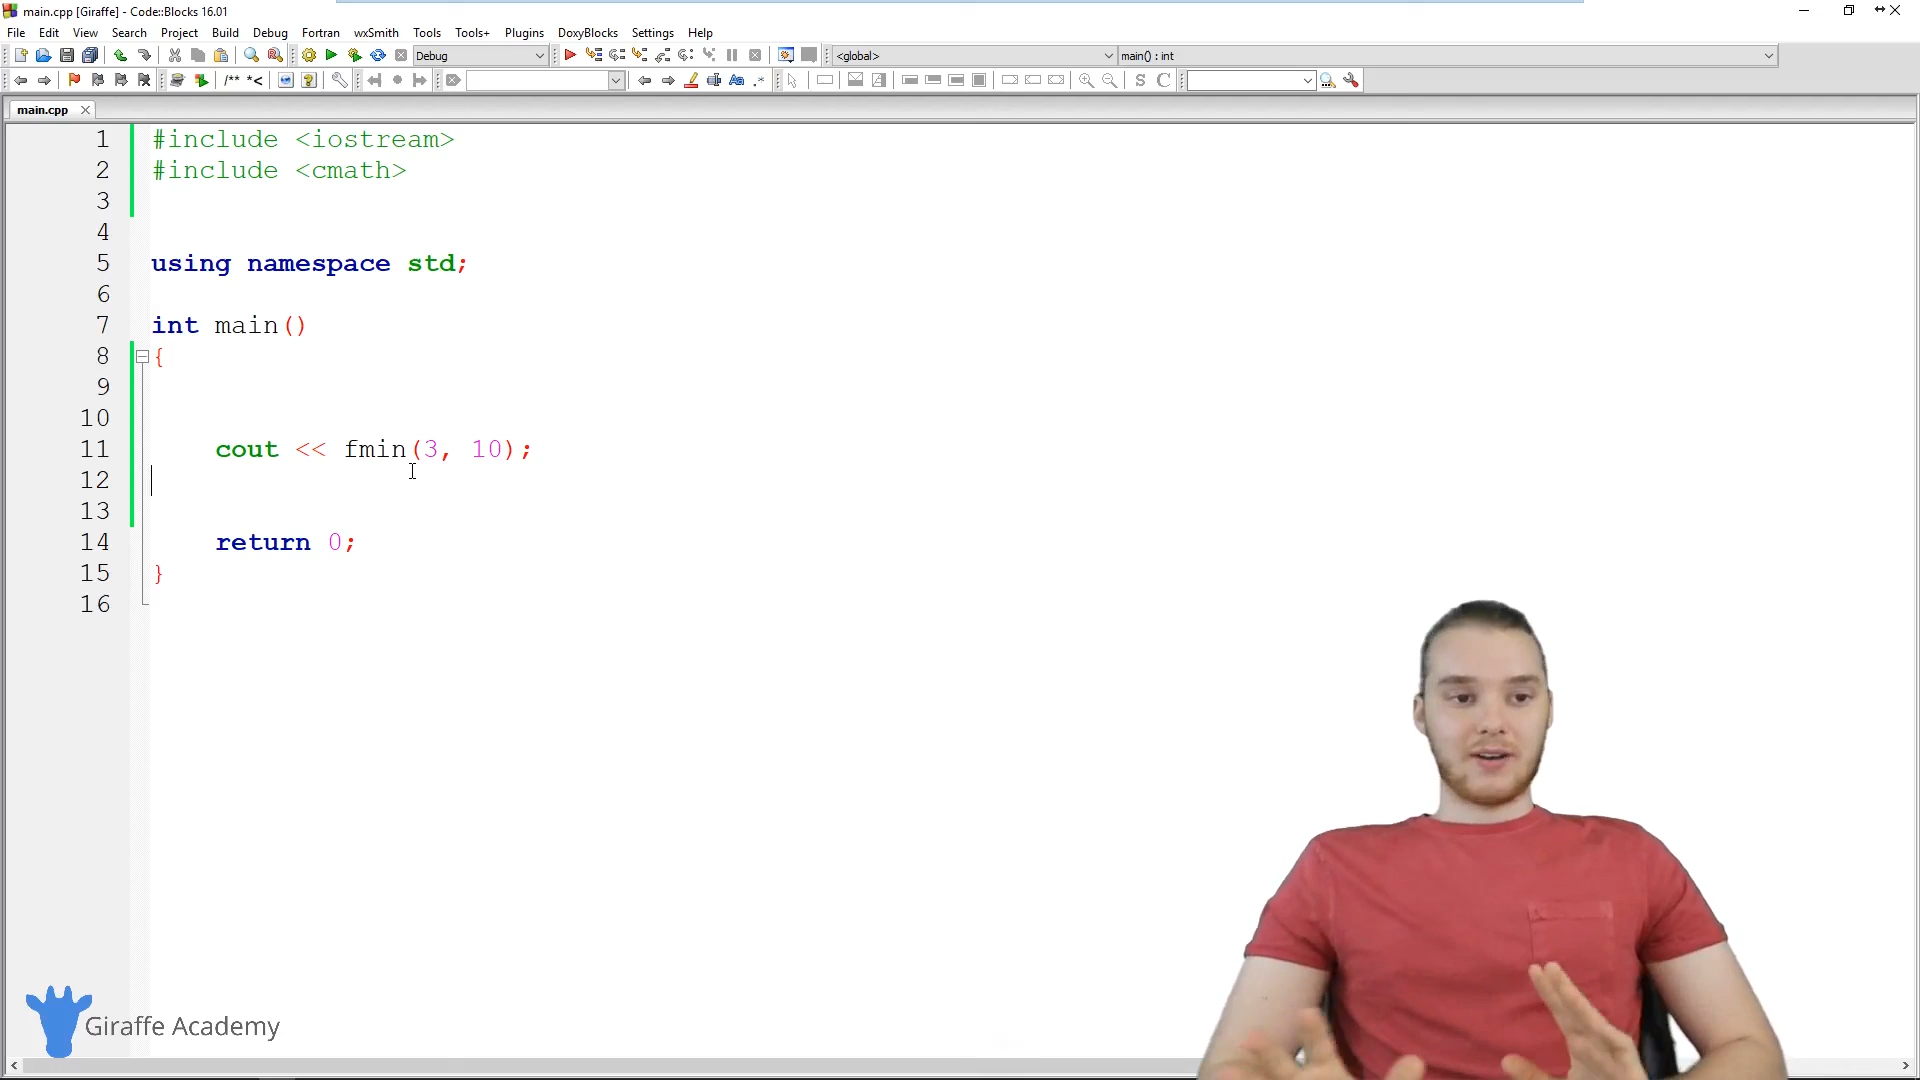 main.cpp [Giraffe] - Code::Blocks 16.01
File Edit View Search Project Build Debug Fortran wxSmith Tools Tools+ Plugins DoxyBlocks Settings Help
Debug <global> main() : int
/** *<
S C
main.cpp
1 #include <iostream>
2 #include <cmath>
3
4
5 using namespace std;
6
7 int main()
8 {
9
10
11 cout << fmin(3, 10);
12
13
14 return 0;
15 }
16
Giraffe Academy